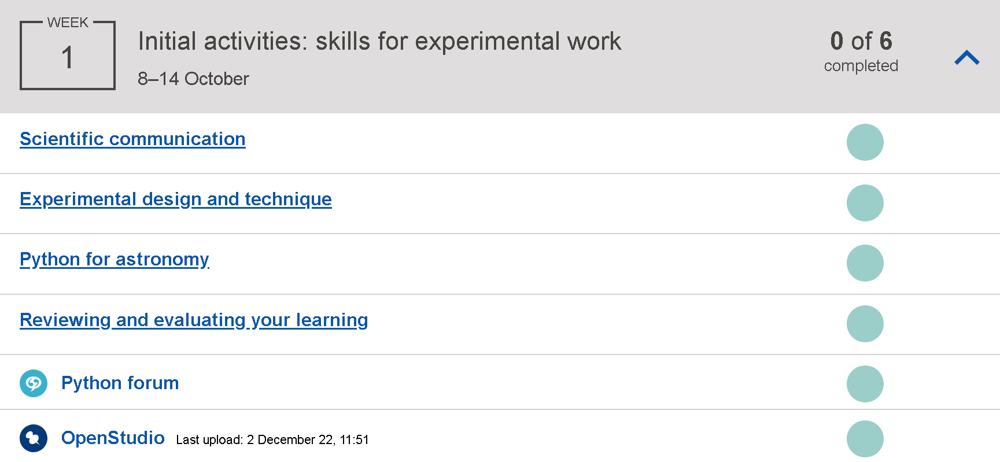 WEEK
1
Initial activities: skills for experimental work
8–14 October
0 of 6
completed
Scientific communication
Experimental design and technique
Python for astronomy
Reviewing and evaluating your learning
Python forum
OpenStudio Last upload: 2 December 22, 11:51